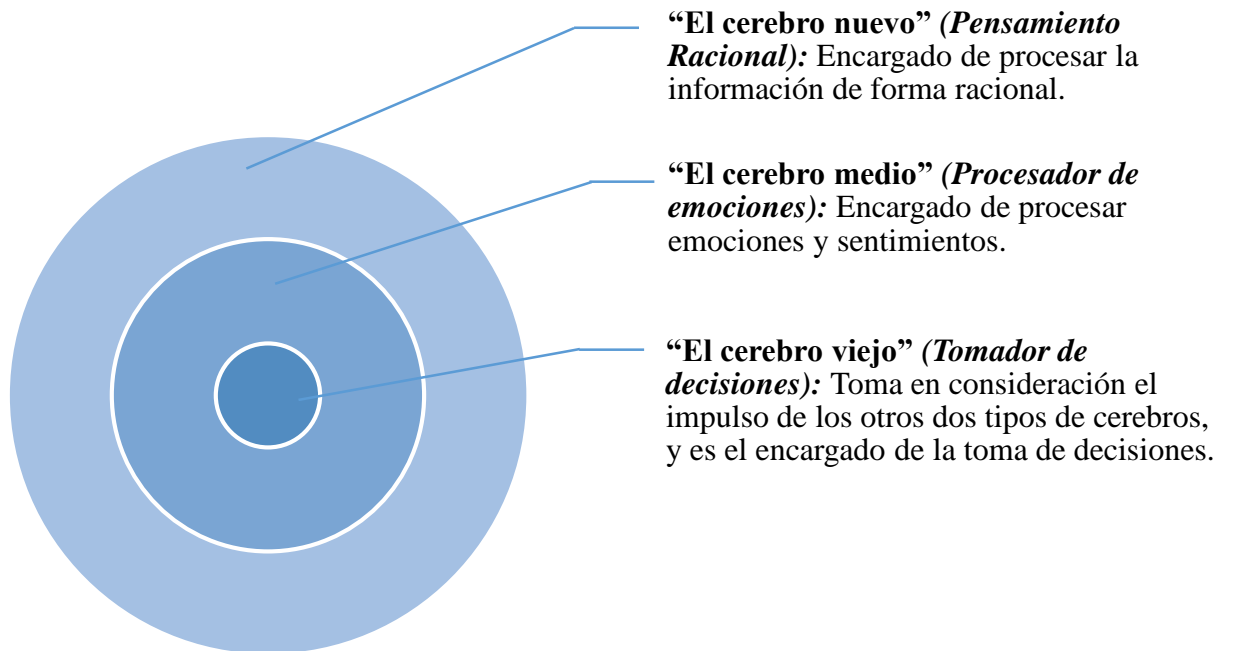 “El cerebro nuevo” (Pensamiento
Racional): Encargado de procesar la
información de forma racional.
“El cerebro medio” (Procesador de
emociones): Encargado de procesar
emociones y sentimientos.
“El cerebro viejo” (Tomador de
decisiones): Toma en consideración el
impulso de los otros dos tipos de cerebros,
y es el encargado de la toma de decisiones.